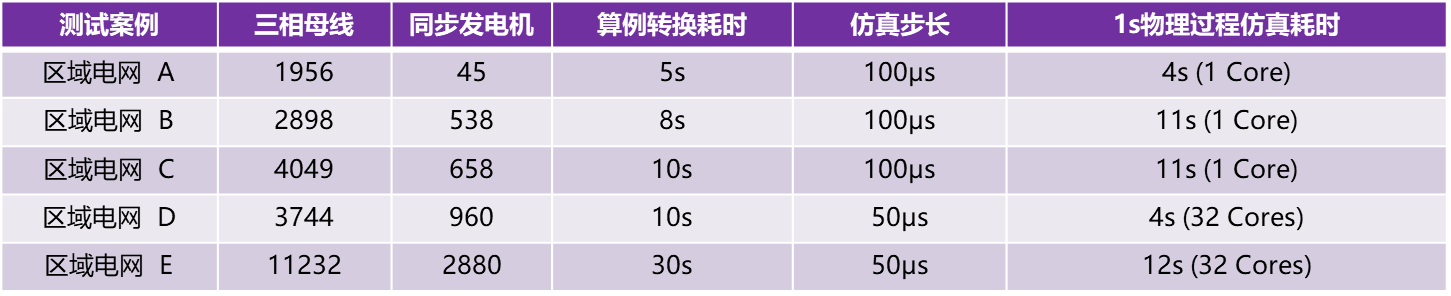 测试案例 三相母线 同步发电机 算例转换耗时 仿真步长 1s物理过程仿真耗时
区域电网 A 1956 45 5s 100μs 4s (1 Core)
区域电网 B 2898 538 8s 100μs 11s (1 Core)
区域电网 C 4049 658 10s 100μs 11s (1 Core)
区域电网 D 3744 960 10s 50μs 4s (32 Cores)
区域电网 E 11232 2880 30s 50μs 12s (32 Cores)